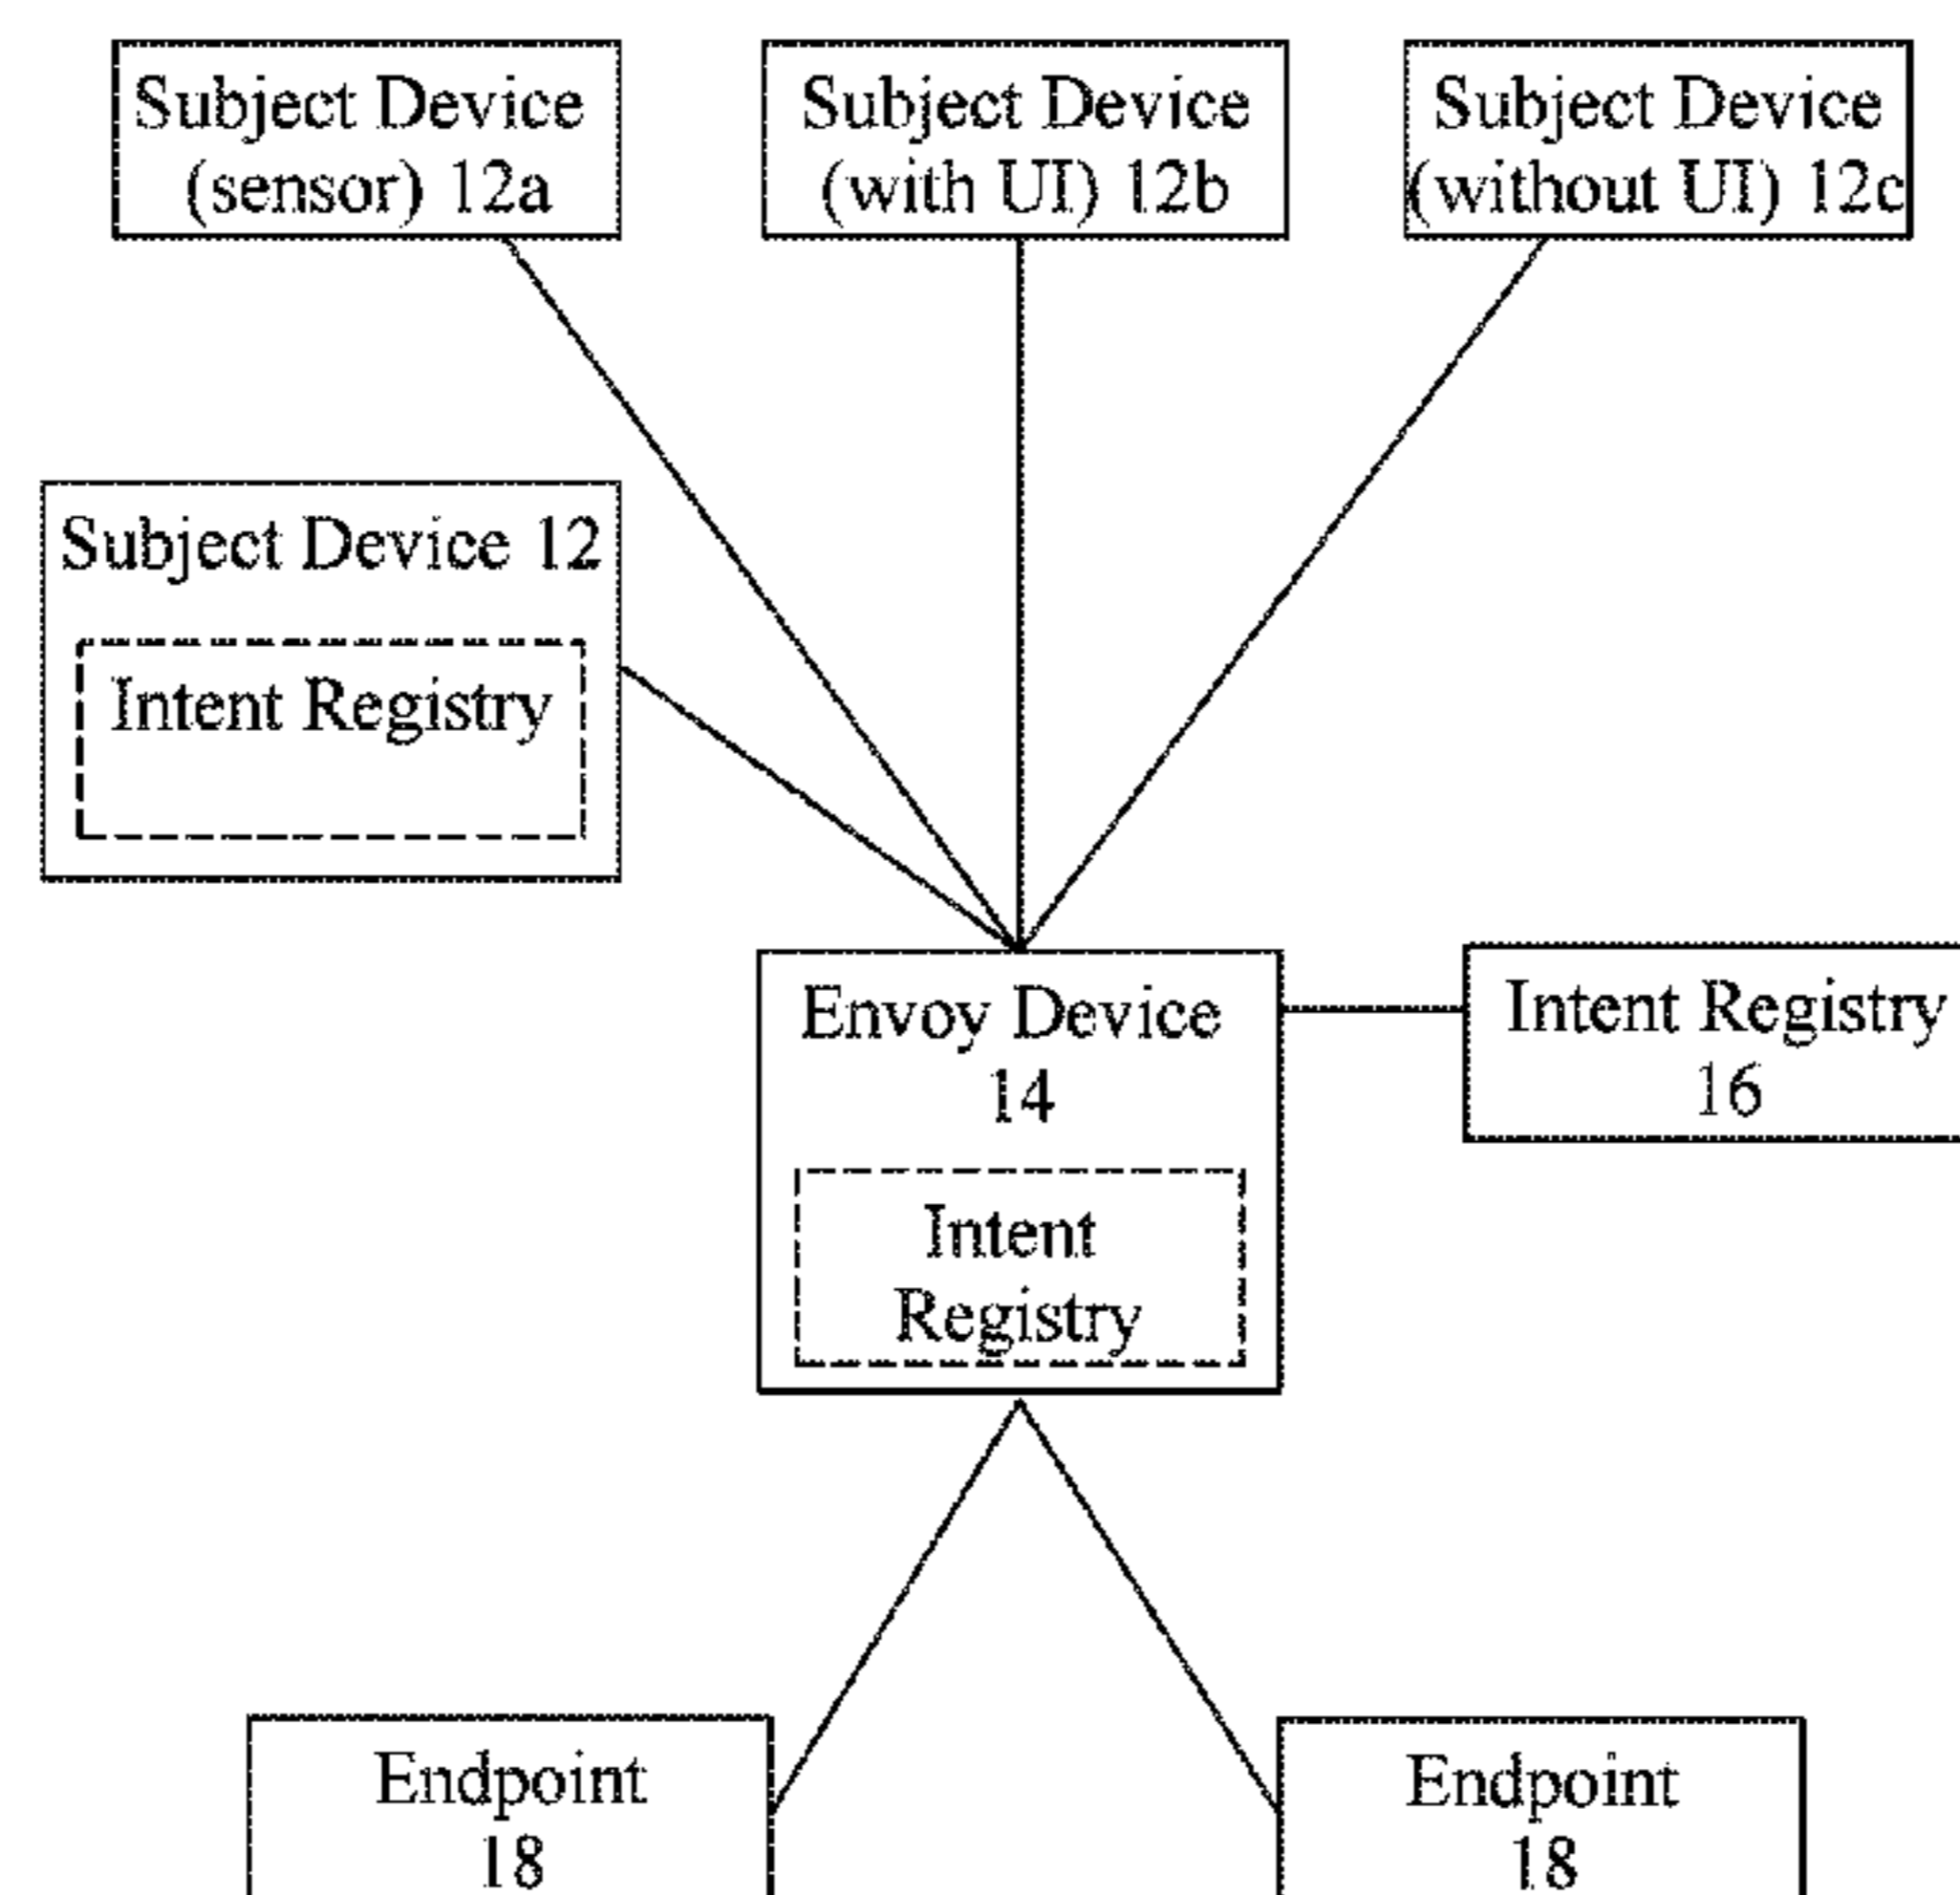 Subject Device
(sensor) 12a
Subject Device
(with UI) 12b
Subject Device
(without UI) 12c
Subject Device 12
Intent Registry
Envoy Device
14
Intent
Registry
Intent Registry
16
Endpoint
18
Endpoint
18